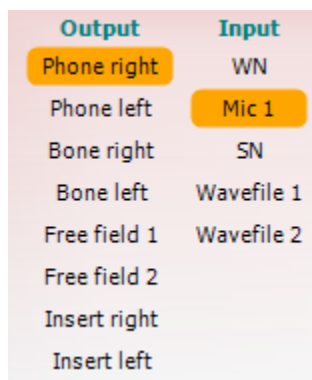 Output Input
Phone right WN
Phone left Mic 1
Bone right SN
Bone left Wavefile 1
Free field 1 Wavefile 2
Free field 2
Insert right
Insert left